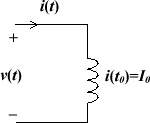 i(t)
+
v(t)
i(t₀)=I₀
−